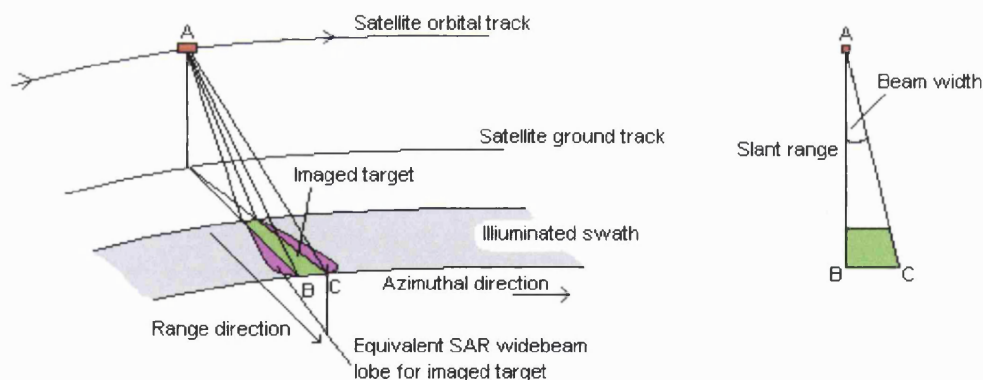 A
Satellite orbital track
Satellite ground track
Imaged target
Illiuminated swath
B
C
Azimuthal direction
Range direction
Equivalent SAR widebeam
lobe for imaged target
A
Beam width
Slant range
B
C